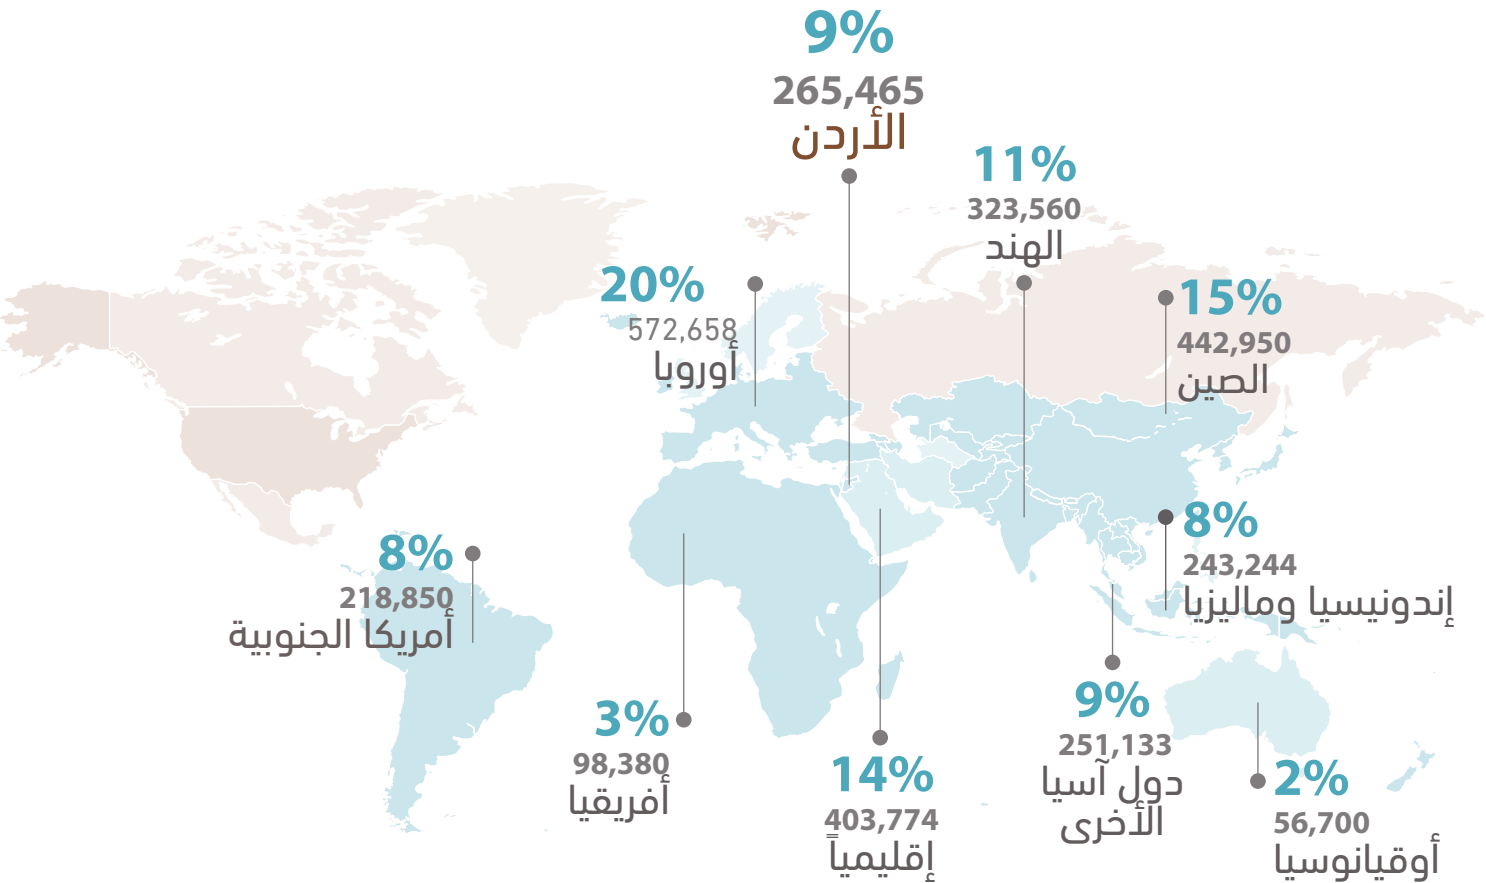 9%
265,465
الأردن
11%
323,560
الهند
20%
572,658
أوروبا
15%
442,950
الصين
8%
243,244
إندونيسيا وماليزيا
8%
218,850
أمريكا الجنوبية
3%
98,380
أفريقيا
14%
403,774
إقليمياً
9%
251,133
دول آسيا
الأخرى
2%
56,700
أوقيانوسيا